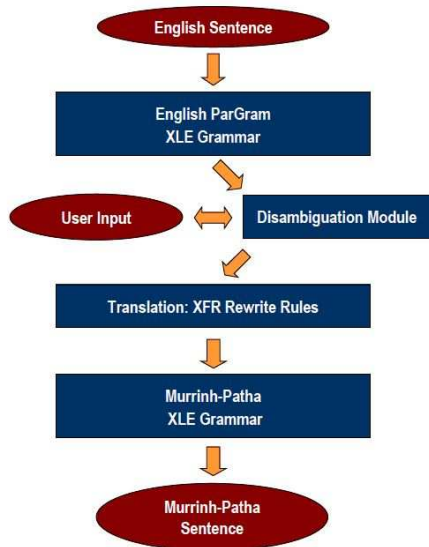 English Sentence
English ParGram
XLE Grammar
User Input
Disambiguation Module
Translation: XFR Rewrite Rules
Murrinh-Patha
XLE Grammar
Murrinh-Patha
Sentence